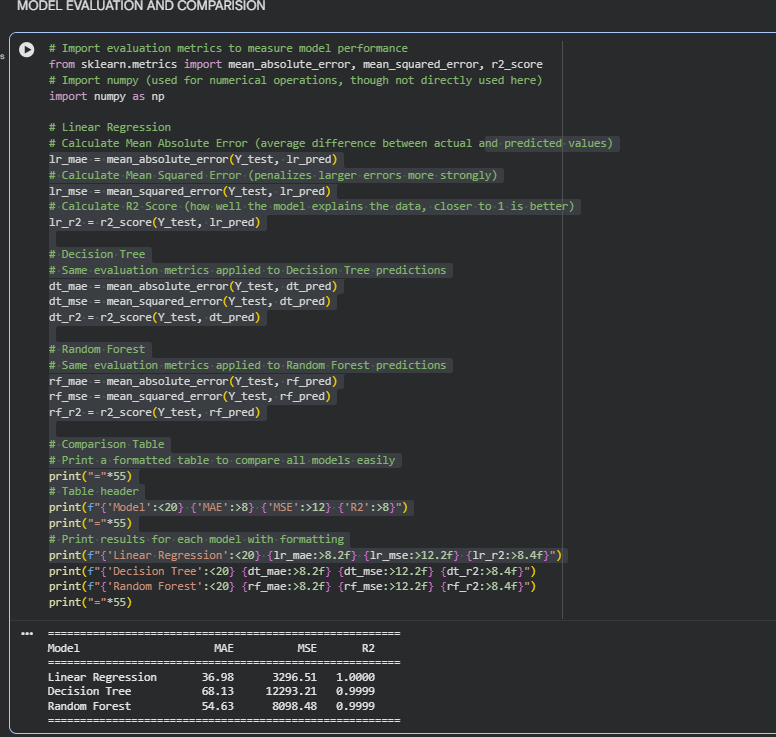 MODEL EVALUATION AND COMPARISION
s
# Import evaluation metrics to measure model performance
from sklearn.metrics import mean_absolute_error, mean_squared_error, r2_score
# Import numpy (used for numerical operations, though not directly used here)
import numpy as np
# Linear Regression
# Calculate Mean Absolute Error (average difference between actual and predicted values)
lr_mae = mean_absolute_error(Y_test, lr_pred)
# Calculate Mean Squared Error (penalizes larger errors more strongly)
lr_mse = mean_squared_error(Y_test, lr_pred)
# Calculate R2 Score (how well the model explains the data, closer to 1 is better)
lr_r2 = r2_score(Y_test, lr_pred)
# Decision Tree
# Same evaluation metrics applied to Decision Tree predictions
dt_mae = mean_absolute_error(Y_test, dt_pred)
dt_mse = mean_squared_error(Y_test, dt_pred)
dt_r2 = r2_score(Y_test, dt_pred)
# Random Forest
# Same evaluation metrics applied to Random Forest predictions
rf_mae = mean_absolute_error(Y_test, rf_pred)
rf_mse = mean_squared_error(Y_test, rf_pred)
rf_r2 = r2_score(Y_test, rf_pred)
# Comparison Table
# Print a formatted table to compare all models easily
print("="*55)
# Table header
print(f"{'Model':<20} {'MAE':>8} {'MSE':>12} {'R2':>8}")
print("="*55)
# Print results for each model with formatting
print(f"{'Linear Regression':<20} {lr_mae:>8.2f} {lr_mse:>12.2f} {lr_r2:>8.4f}")
print(f"{'Decision Tree':<20} {dt_mae:>8.2f} {dt_mse:>12.2f} {dt_r2:>8.4f}")
print(f"{'Random Forest':<20} {rf_mae:>8.2f} {rf_mse:>12.2f} {rf_r2:>8.4f}")
print("="*55)
=======================================================
Model MAE MSE R2
=======================================================
Linear Regression 36.98 3296.51 1.0000
Decision Tree 68.13 12293.21 0.9999
Random Forest 54.63 8098.48 0.9999
=======================================================